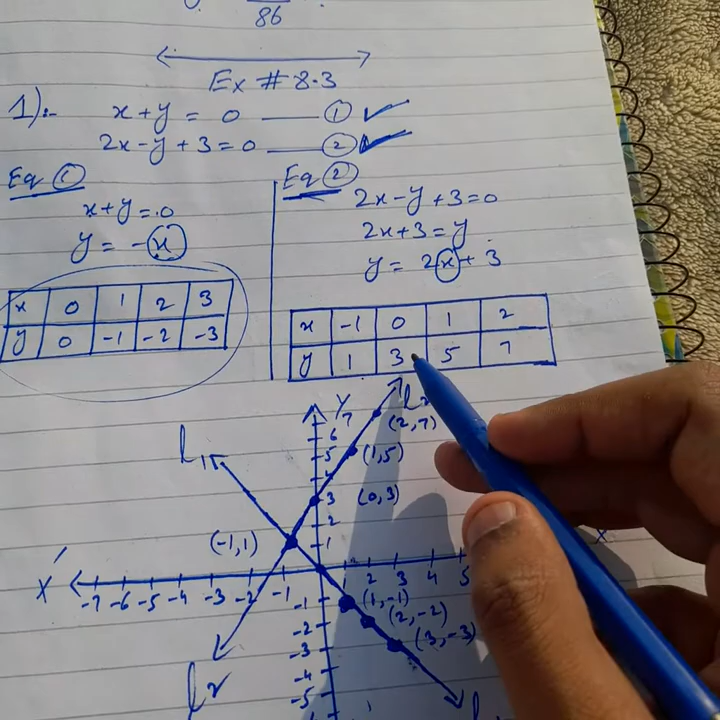 86
Ex # 8.3
1):- x + y = 0 —— ①
2x - y + 3 = 0 —— ②
Eq ①
x + y = 0
y = -x
x 0 1 2 3
y 0 -1 -2 -3
Eq ②
2x - y + 3 = 0
2x + 3 = y
y = 2x + 3
x -1 0 1 2
y 1 3 5 7
y
7 (2,7)
6
5 (1,5)
4
l1
3 (0,3)
2
(-1,1) 1
x' -7 -6 -5 -4 -3 -2 -1 2 3 4 5 x
-1 (1,-1)
-2 (2,-2)
-3 (3,-3)
-4
l2
-5